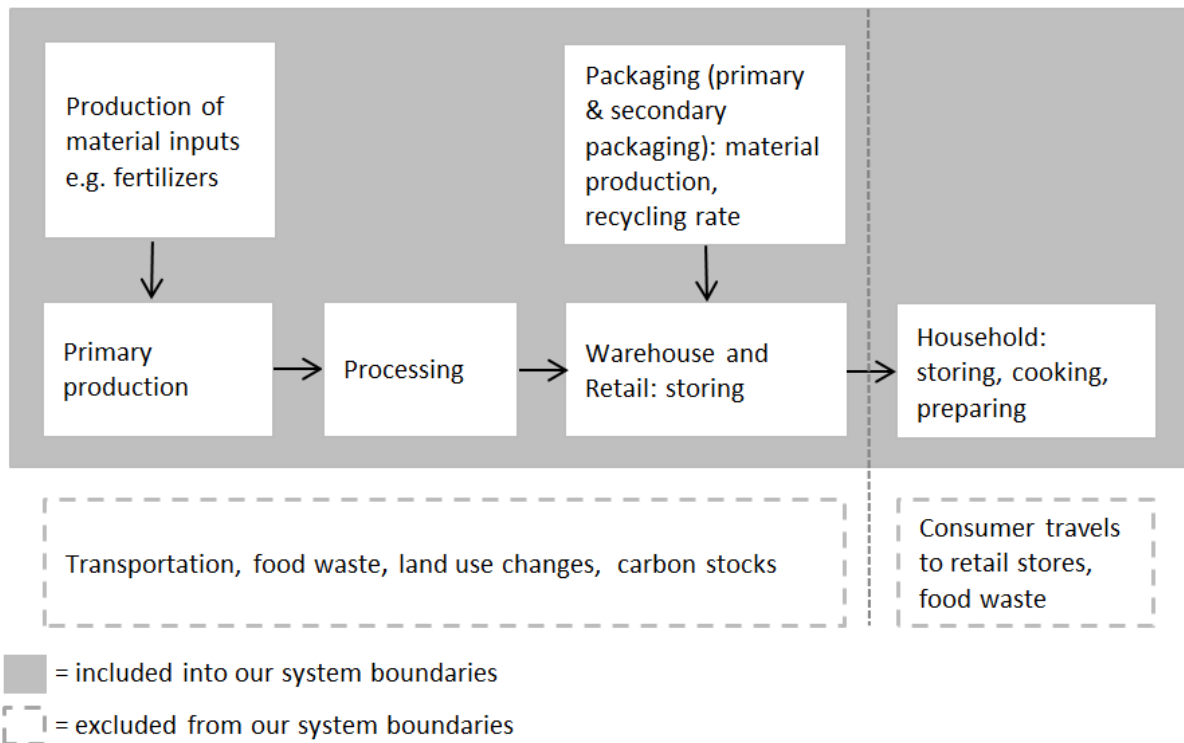 Production of
material inputs
e.g. fertilizers
Packaging (primary
& secondary
packaging): material
production,
recycling rate
Primary
production
Processing
Warehouse and
Retail: storing
Household:
storing, cooking,
preparing
Transportation, food waste, land use changes, carbon stocks
Consumer travels
to retail stores,
food waste
= included into our system boundaries
= excluded from our system boundaries